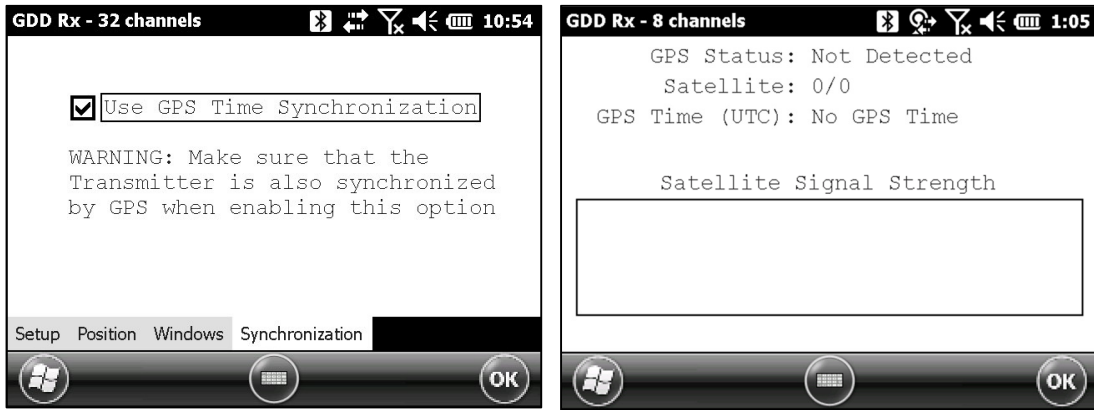 GDD Rx - 32 channels 10:54
Use GPS Time Synchronization
WARNING: Make sure that the
Transmitter is also synchronized
by GPS when enabling this option
Setup Position Windows Synchronization
OK
GDD Rx - 8 channels 1:05
GPS Status: Not Detected
Satellite: 0/0
GPS Time (UTC): No GPS Time
Satellite Signal Strength
OK